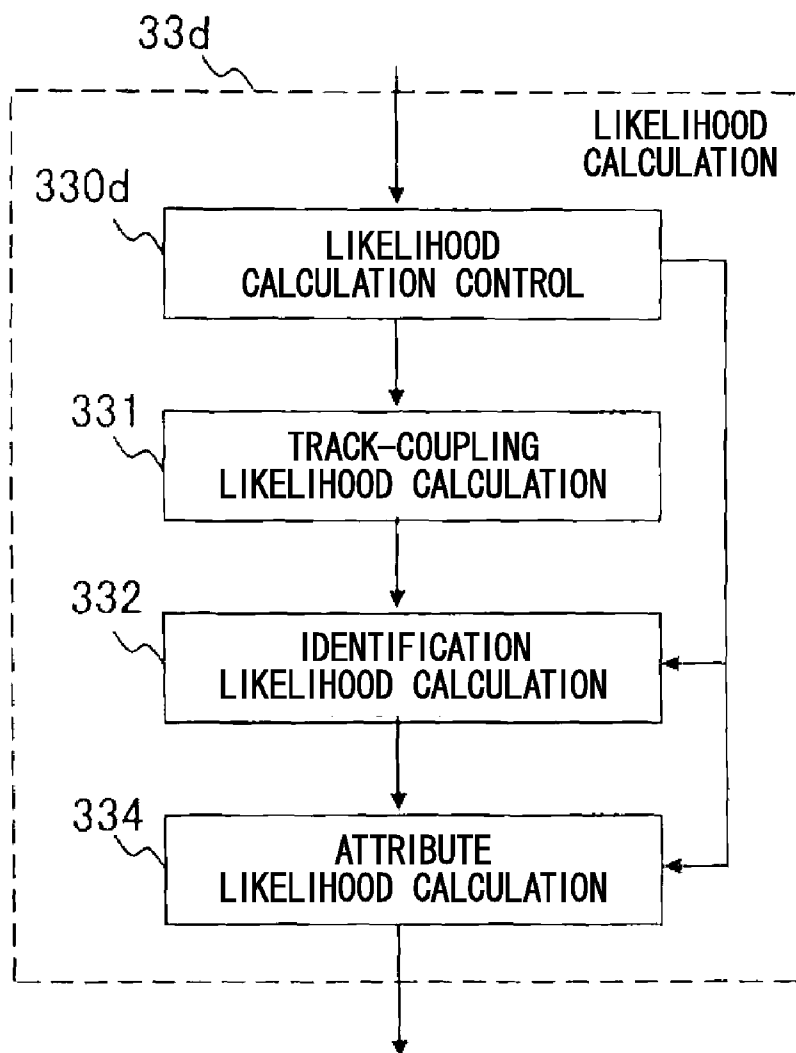 33d
LIKELIHOOD
CALCULATION
330d
LIKELIHOOD
CALCULATION CONTROL
331
TRACK-COUPLING
LIKELIHOOD CALCULATION
332
IDENTIFICATION
LIKELIHOOD CALCULATION
334
ATTRIBUTE
LIKELIHOOD CALCULATION